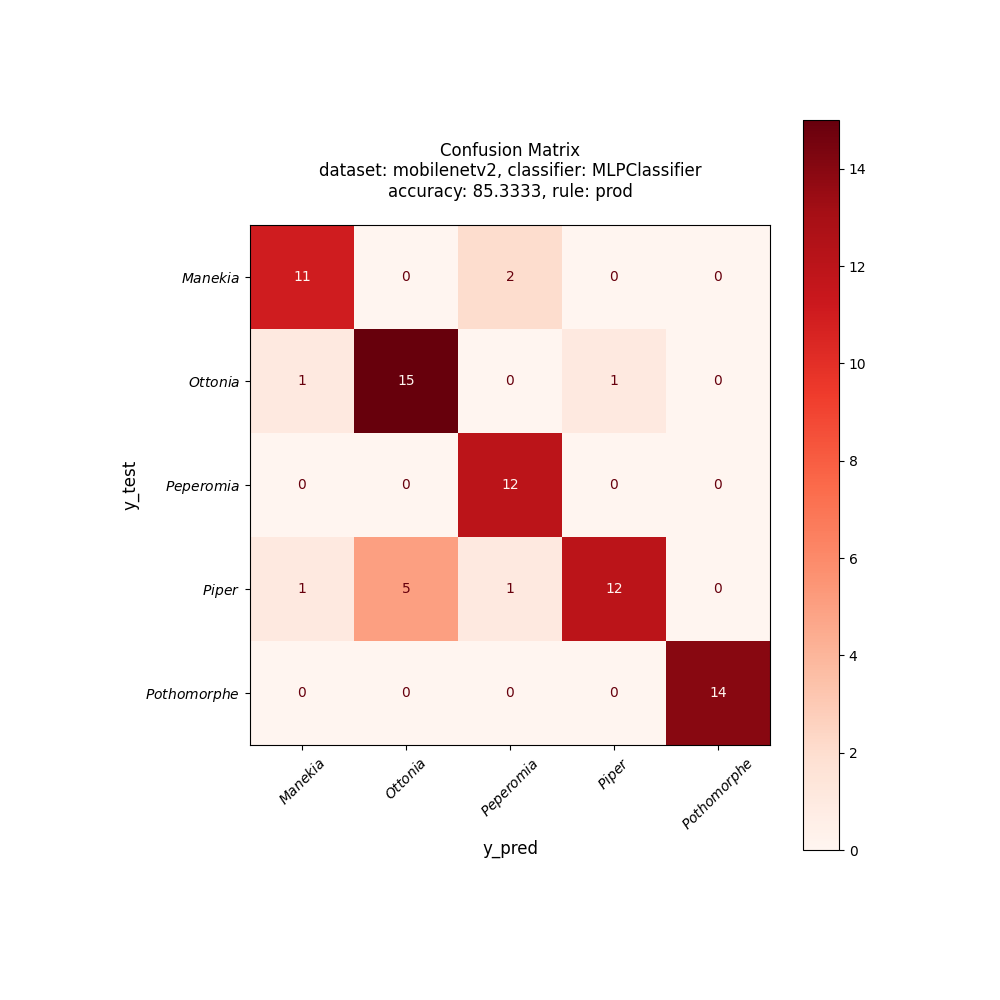 Confusion Matrix
dataset: mobilenetv2, classifier: MLPClassifier
accuracy: 85.3333, rule: prod
y_test
Manekia 11 0 2 0 0
Ottonia 1 15 0 1 0
Peperomia 0 0 12 0 0
Piper 1 5 1 12 0
Pothomorphe 0 0 0 0 14
Manekia Ottonia Peperomia Piper Pothomorphe
y_pred
14
12
10
8
6
4
2
0